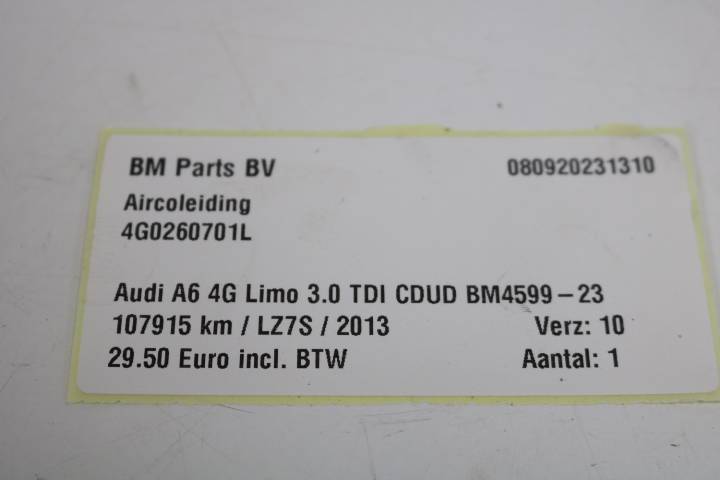 BM Parts BV 080920231310
Aircoleiding
4G0260701L
Audi A6 4G Limo 3.0 TDI CDUD BM4599-23
107915 km / LZ7S / 2013 Verz: 10
29.50 Euro incl. BTW Aantal: 1